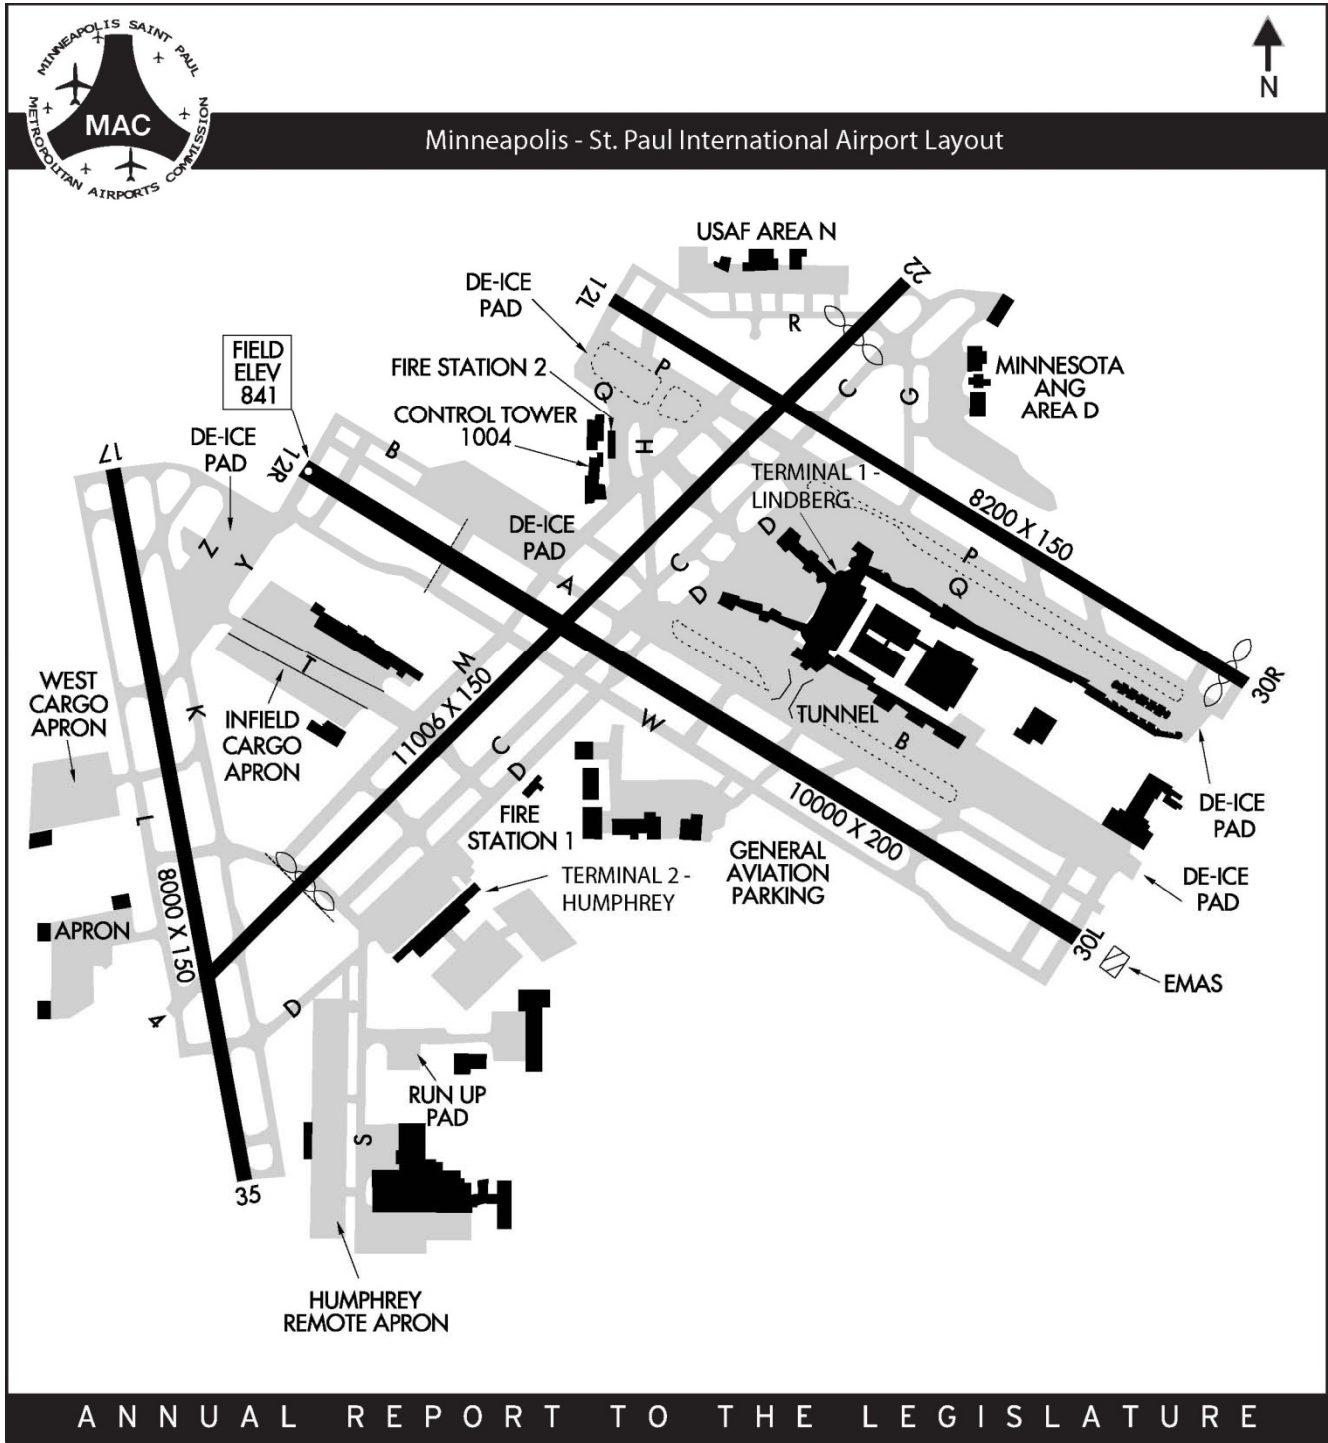 MINNEAPOLIS SAINT PAUL
METROPOLITAN AIRPORTS COMMISSION
MAC
N
Minneapolis - St. Paul International Airport Layout
USAF AREA N
22
DE-ICE
PAD
12L
R
FIELD
ELEV
841
FIRE STATION 2
P
Q
C
G
MINNESOTA
ANG
AREA D
CONTROL TOWER
1004
DE-ICE
PAD
17
12R
B
H
TERMINAL 1 -
LINDBERG
8200 X 150
DE-ICE
PAD
D
Z
Y
A
C
D
P
Q
WEST
CARGO
APRON
T
M
30R
K
INFIELD
CARGO
APRON
11006 X 150
W
TUNNEL
B
C
D
L
FIRE
STATION 1
10000 X 200
DE-ICE
PAD
GENERAL
AVIATION
PARKING
TERMINAL 2 -
HUMPHREY
DE-ICE
PAD
8000 X 150
APRON
30L
EMAS
4
D
RUN UP
PAD
S
35
HUMPHREY
REMOTE APRON
ANNUAL REPORT TO THE LEGISLATURE